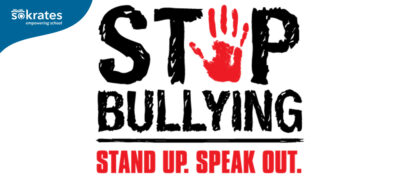 sokrates
empowering school
STOP
BULLYING
STAND UP. SPEAK OUT.